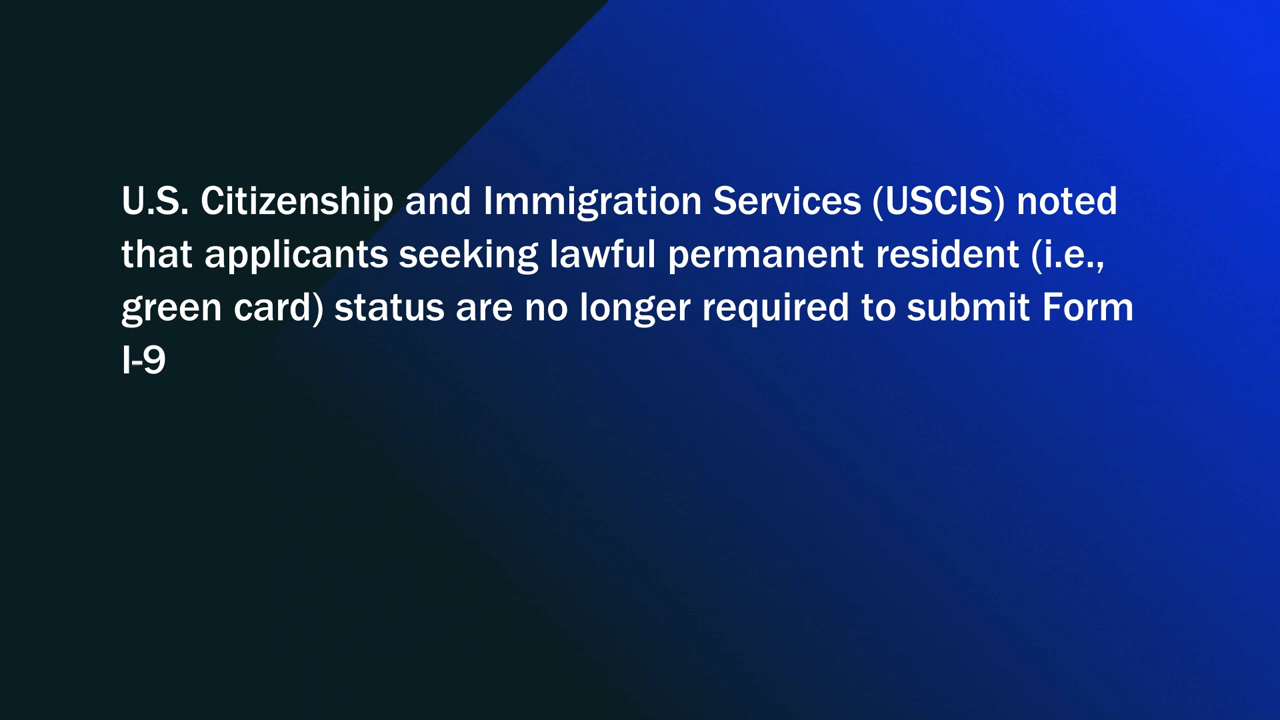 U.S. Citizenship and Immigration Services (USCIS) noted
that applicants seeking lawful permanent resident (i.e.,
green card) status are no longer required to submit Form
I-9